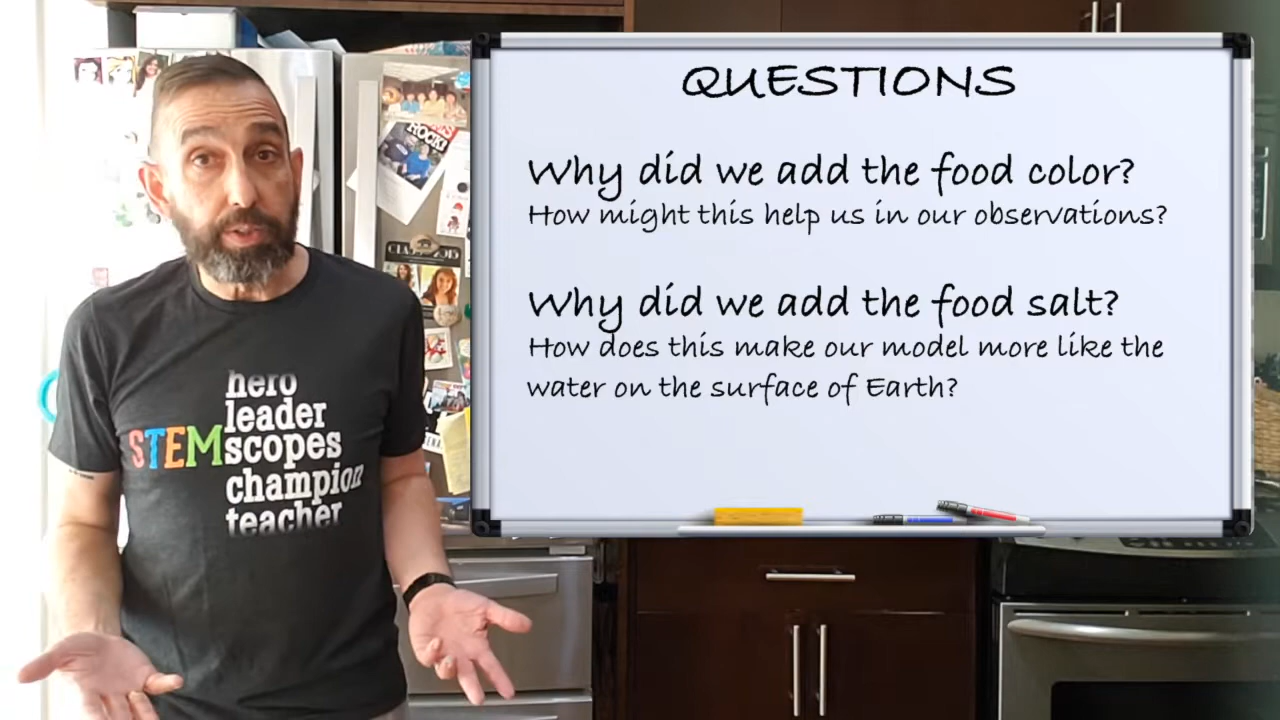 QUESTIONS
Why did we add the food color?
How might this help us in our observations?
Why did we add the food salt?
How does this make our model more like the
water on the surface of Earth?
hero
leader
STEMscopes
champion
teacher
ROCK!